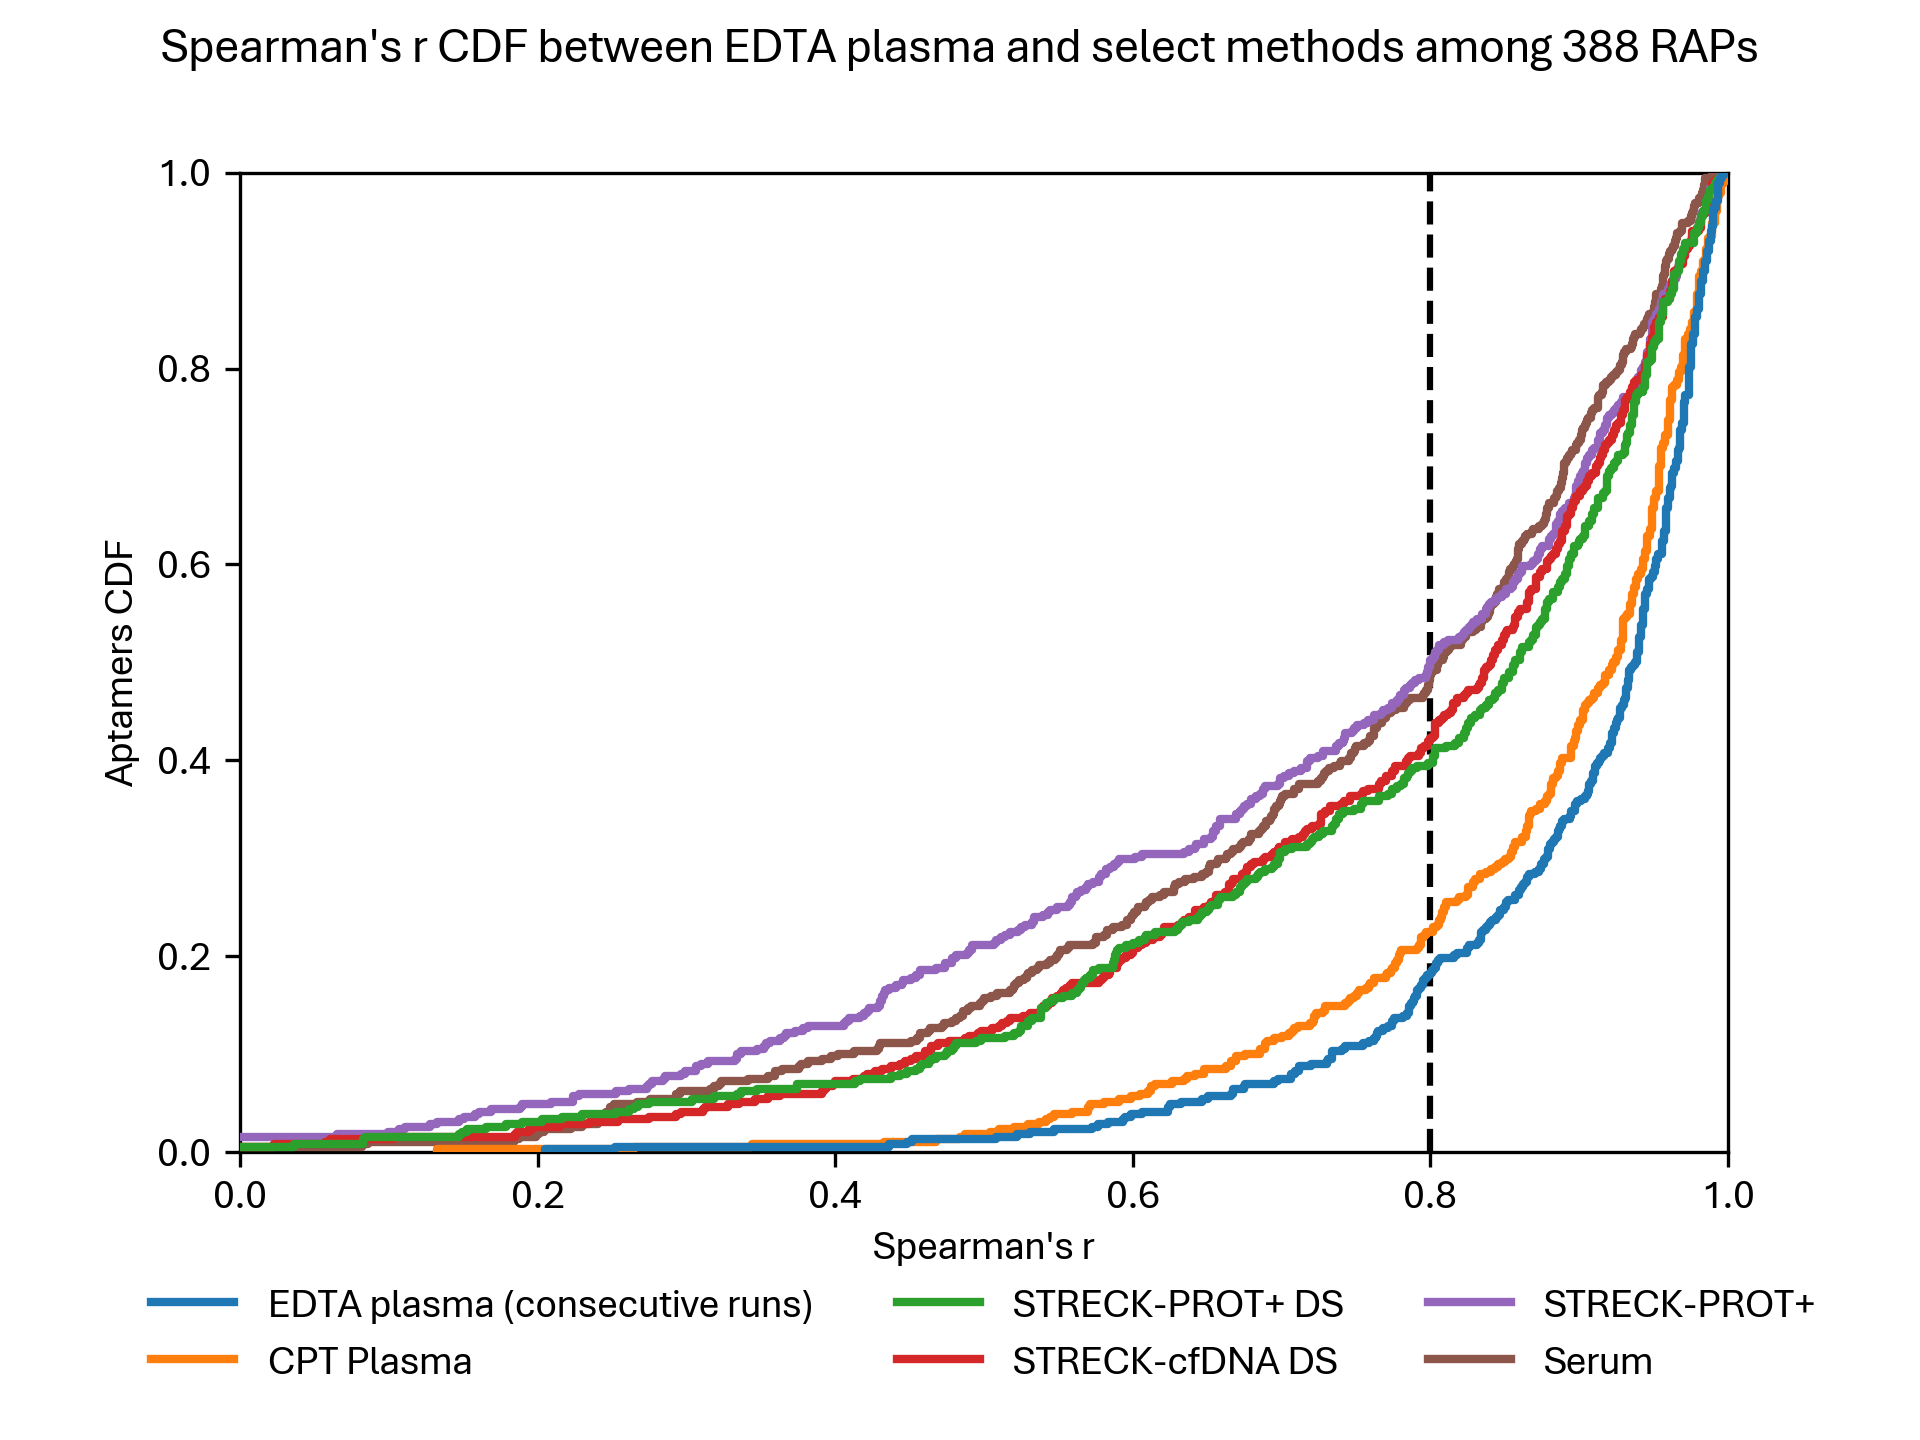 Spearman's r CDF between EDTA plasma and select methods among 388 RAPs
1.0
0.8
0.6
0.4
0.2
0.0
Aptamers CDF
0.0 0.2 0.4 0.6 0.8 1.0
Spearman's r
EDTA plasma (consecutive runs) STRECK-PROT+ DS STRECK-PROT+
CPT Plasma STRECK-cfDNA DS Serum